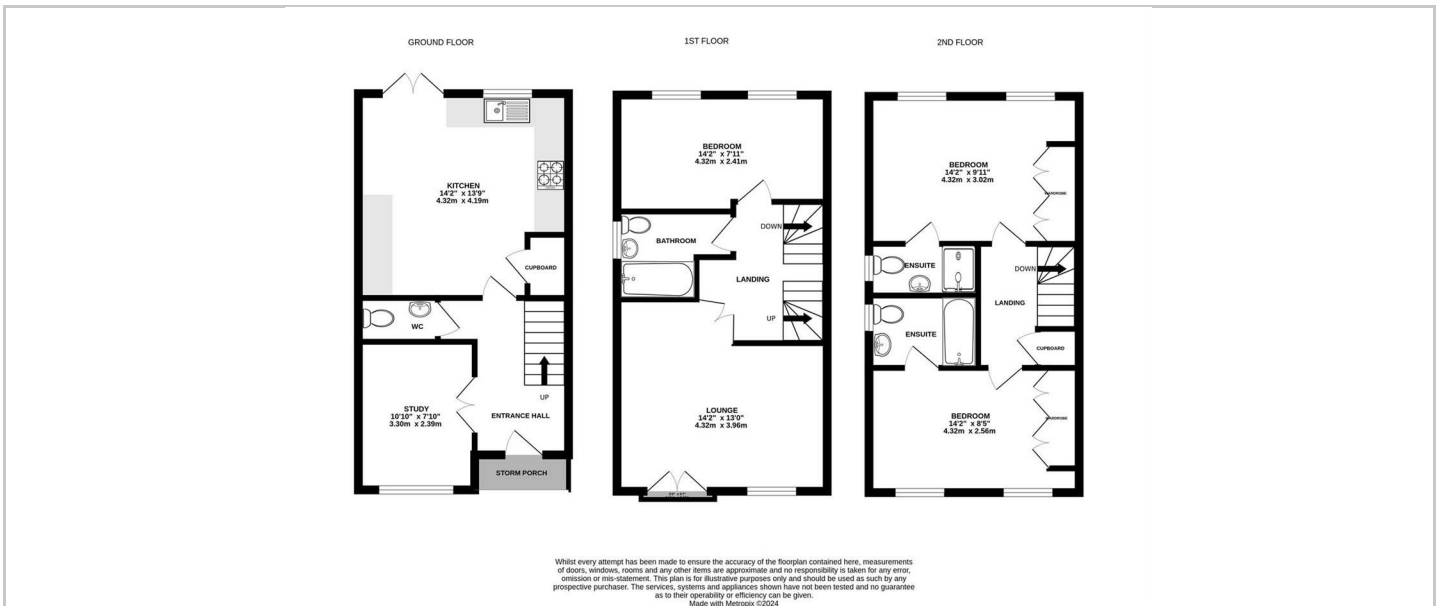 GROUND FLOOR
KITCHEN
14'2" x 13'9"
4.32m x 4.19m
CUPBOARD
WC
STUDY
10'10" x 7'10"
3.30m x 2.39m
UP
ENTRANCE HALL
STORM PORCH
1ST FLOOR
BEDROOM
14'2" x 7'11"
4.32m x 2.41m
DOWN
BATHROOM
LANDING
UP
LOUNGE
14'2" x 13'0"
4.32m x 3.96m
2ND FLOOR
BEDROOM
14'2" x 9'11"
4.32m x 3.02m
WARDROBE
ENSUITE
DOWN
LANDING
ENSUITE
CUPBOARD
BEDROOM
14'2" x 8'5"
4.32m x 2.56m
WARDROBE
Whilst every attempt has been made to ensure the accuracy of the floorplan contained here, measurements
of doors, windows, rooms and any other items are approximate and no responsibility is taken for any error,
omission or mis-statement. This plan is for illustrative purposes only and should be used as such by any
prospective purchaser. The services, systems and appliances shown have not been tested and no guarantee
as to their operability or efficiency can be given.
Made with Metropix ©2024